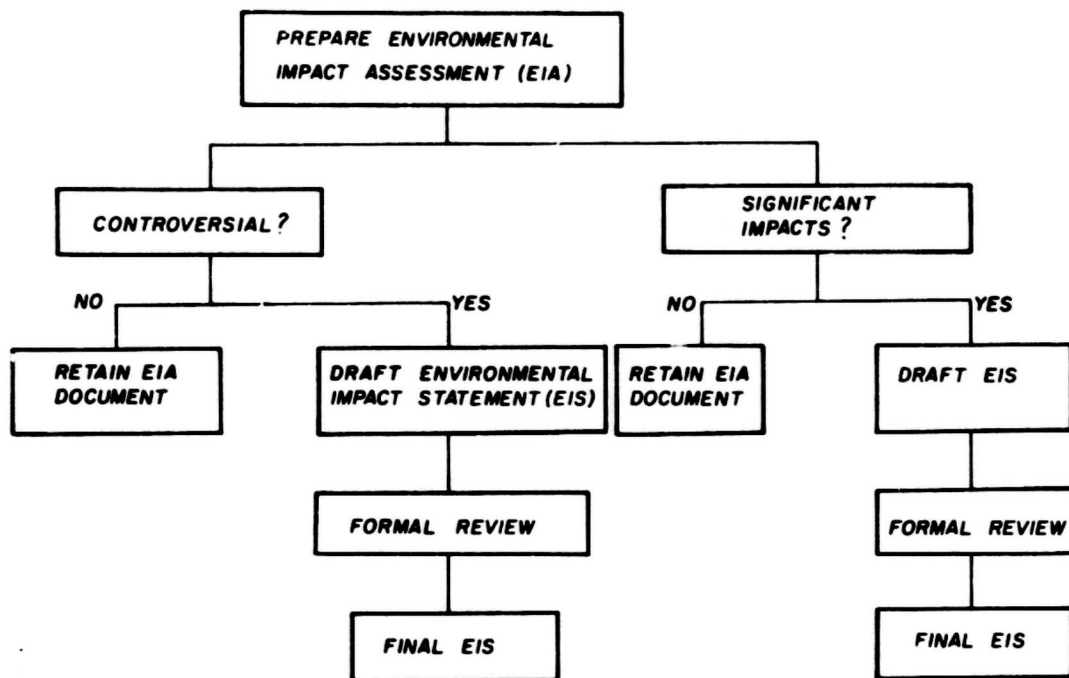 PREPARE ENVIRONMENTAL
IMPACT ASSESSMENT (EIA)
CONTROVERSIAL?
SIGNIFICANT
IMPACTS?
NO
YES
NO
YES
RETAIN EIA
DOCUMENT
DRAFT ENVIRONMENTAL
IMPACT STATEMENT (EIS)
RETAIN EIA
DOCUMENT
DRAFT EIS
FORMAL REVIEW
FORMAL REVIEW
FINAL EIS
FINAL EIS